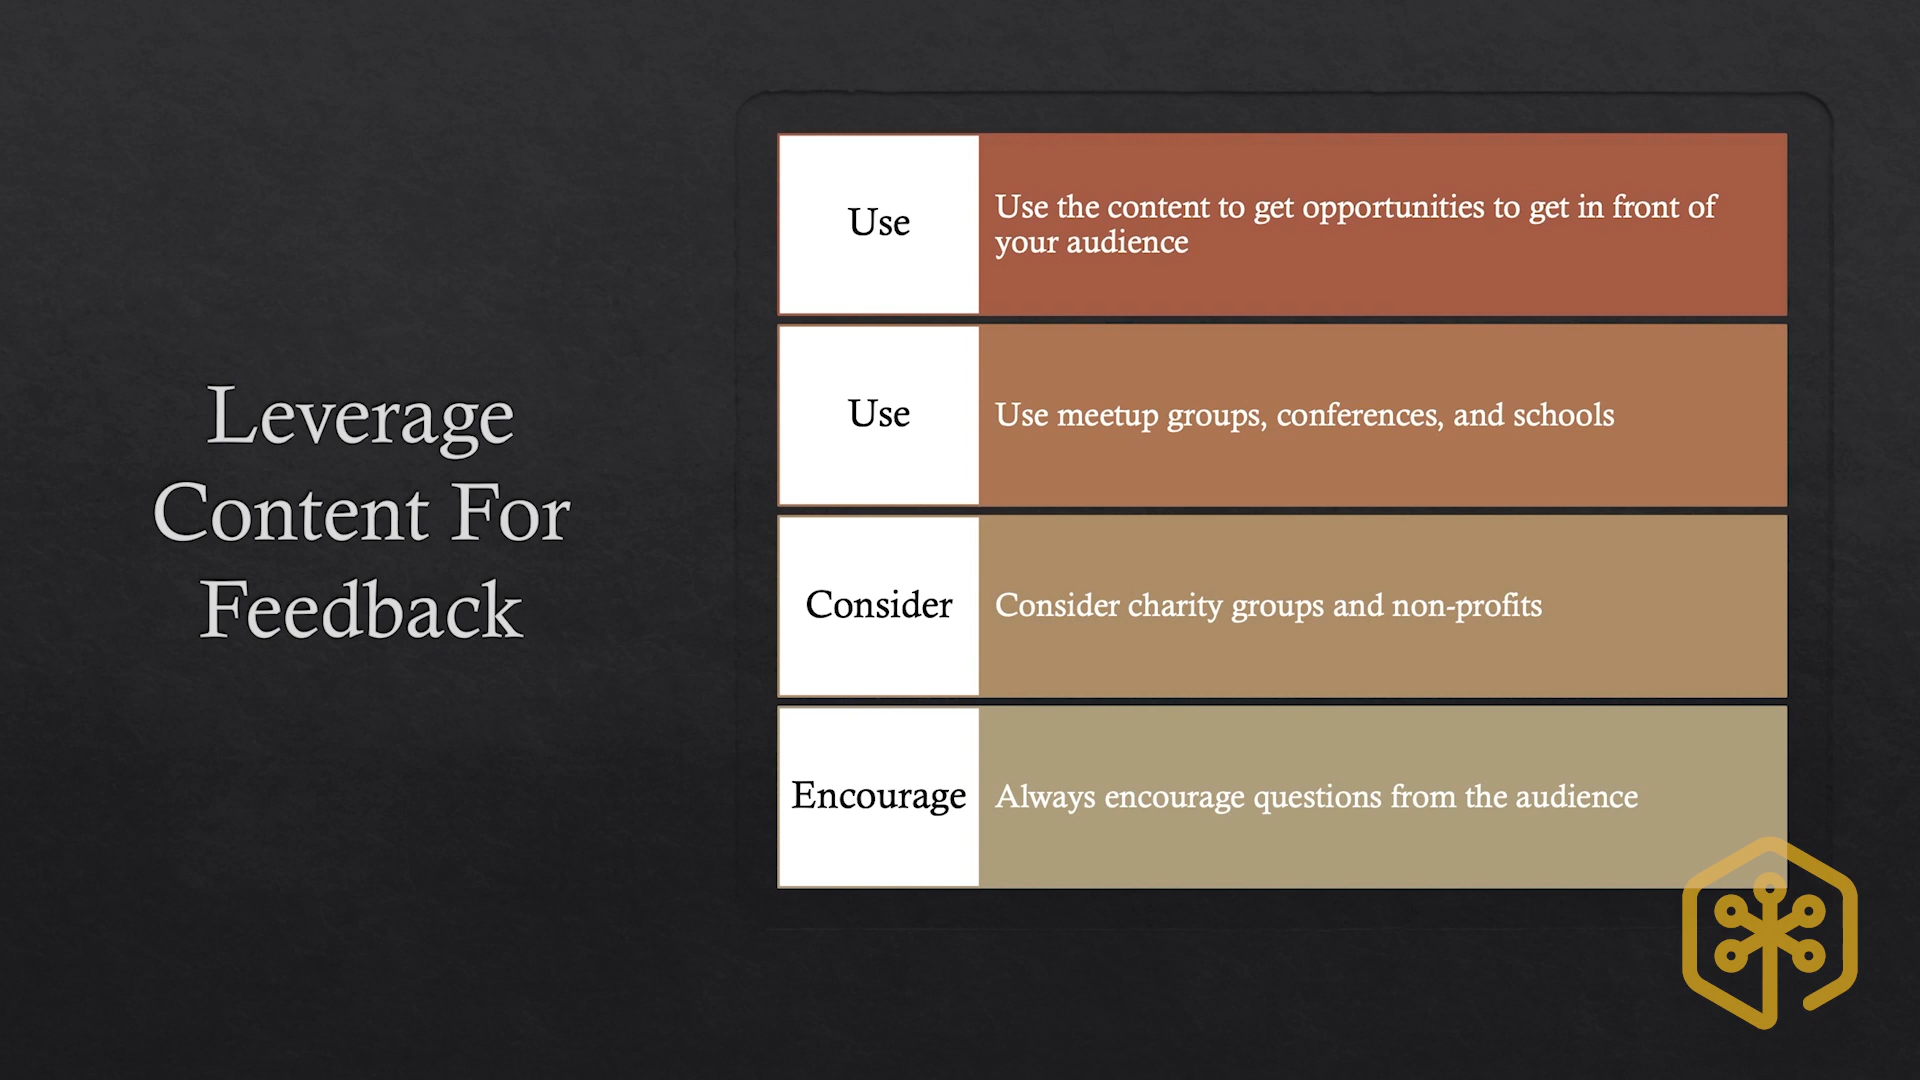 Leverage
Content For
Feedback
Use
Use the content to get opportunities to get in front of
your audience
Use
Use meetup groups, conferences, and schools
Consider
Consider charity groups and non-profits
Encourage
Always encourage questions from the audience